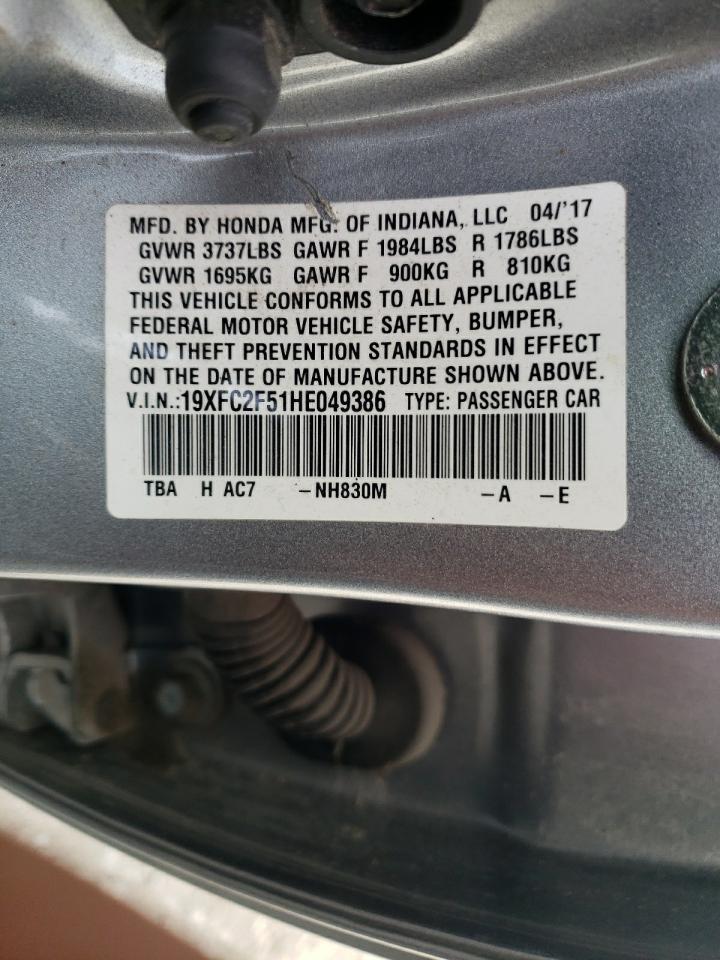 MFD. BY HONDA MFG. OF INDIANA, LLC 04/'17
GVWR 3737LBS GAWR F 1984LBS R 1786LBS
GVWR 1695KG GAWR F 900KG R 810KG
THIS VEHICLE CONFORMS TO ALL APPLICABLE
FEDERAL MOTOR VEHICLE SAFETY, BUMPER,
AND THEFT PREVENTION STANDARDS IN EFFECT
ON THE DATE OF MANUFACTURE SHOWN ABOVE.
V.I.N.:19XFC2F51HE049386 TYPE: PASSENGER CAR
TBA H AC7 –NH830M –A –E